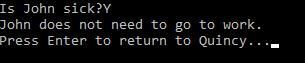 Is John sick?Y
John does not need to go to work.
Press Enter to return to Quincy...